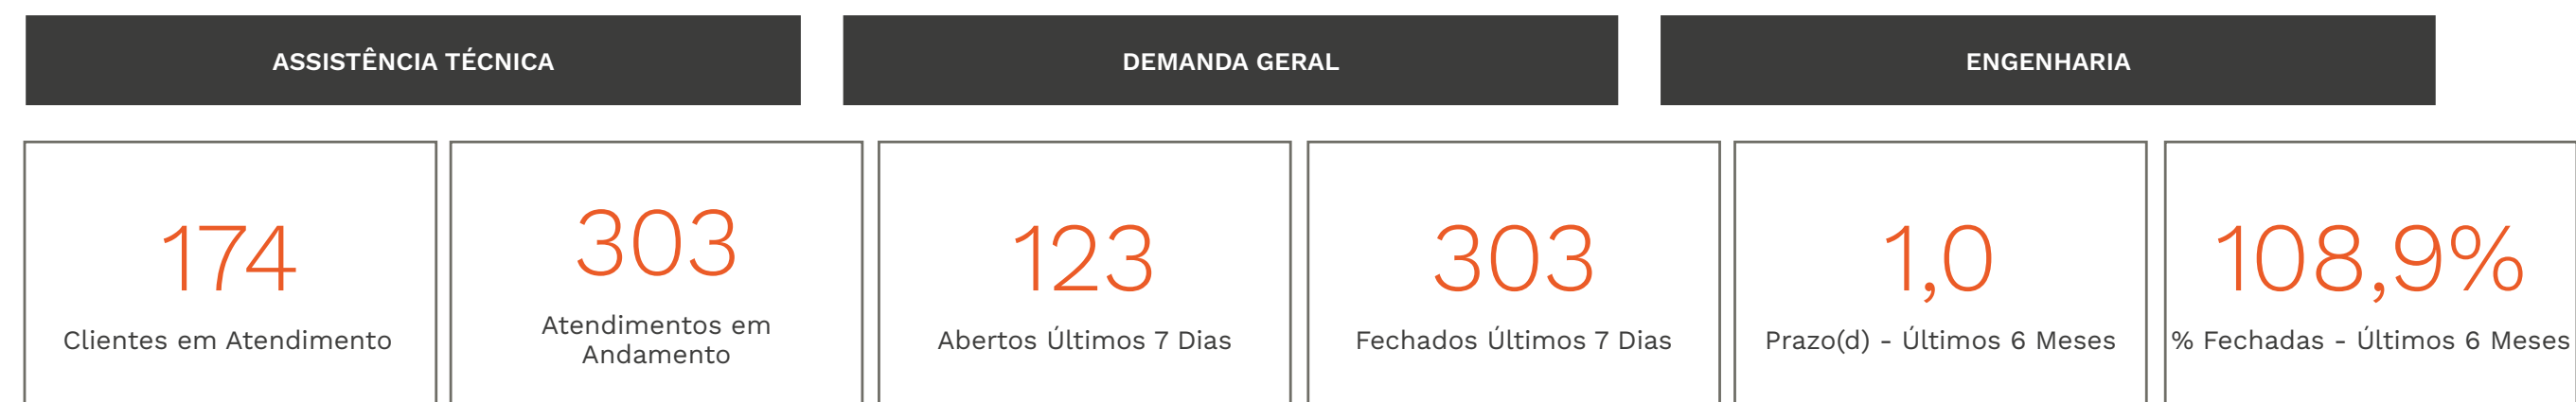 ASSISTÊNCIA TÉCNICA
DEMANDA GERAL
ENGENHARIA
174
Clientes em Atendimento
303
Atendimentos em
Andamento
123
Abertos Últimos 7 Dias
303
Fechados Últimos 7 Dias
1,0
Prazo(d) - Últimos 6 Meses
108,9%
% Fechadas - Últimos 6 Meses